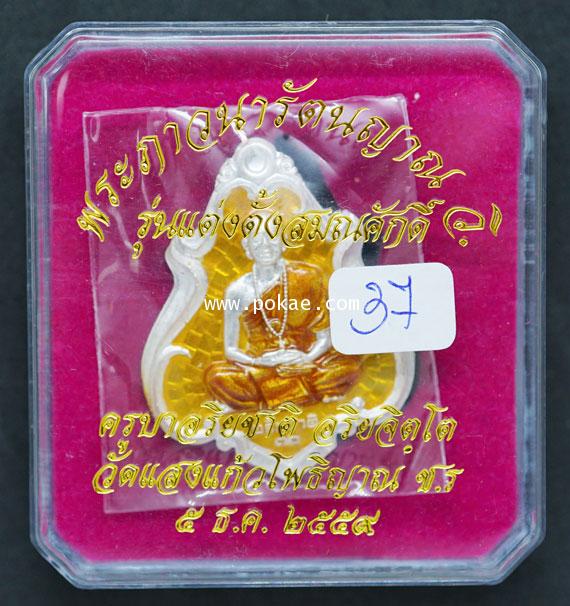 พระภาวนารัตนญาณ วิ.
รุ่นแต่งตั้งสมณศักดิ์
www.pokae.com
37
ครูบาอริยชาติ อริยจิตฺโต
วัดแสงแก้วโพธิญาณ ช.ร
๕ ธ.ค. ๒๕๕๙